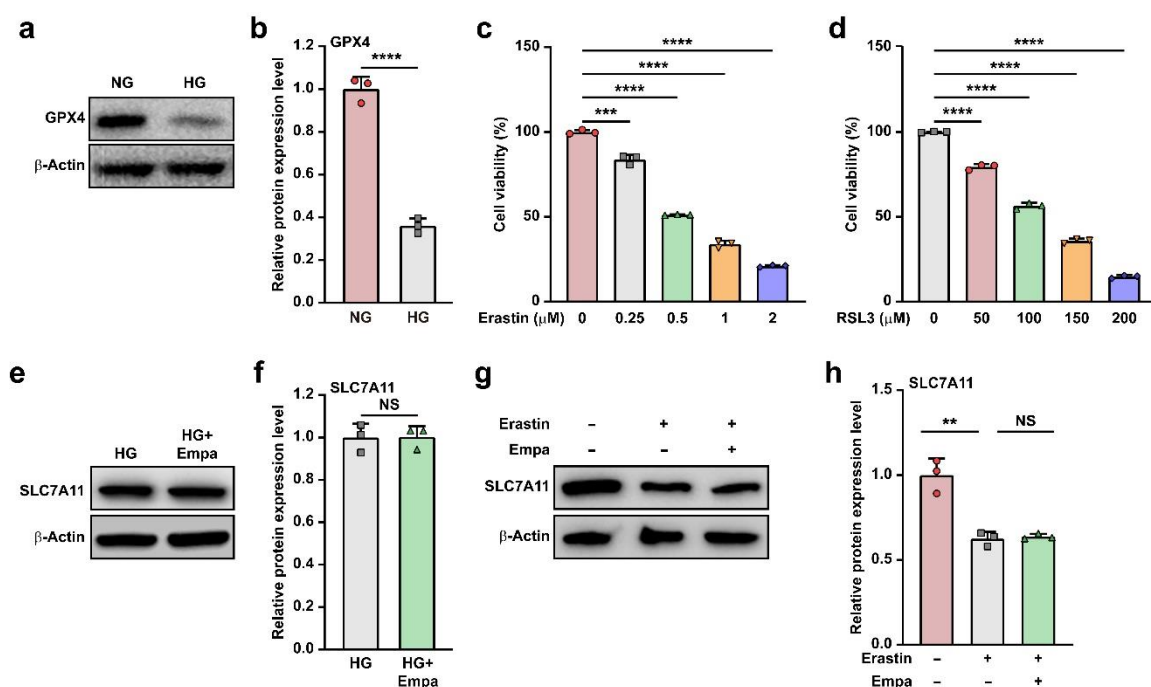 a
NG HG
GPX4
β-Actin
b
GPX4
Relative protein expression level
1.2
1.0
0.8
0.6
0.4
0.2
0.0
****
NG HG
c
Cell viability (%)
150
100
50
0
****
****
****
***
Erastin (μM) 0 0.25 0.5 1 2
d
Cell viability (%)
150
100
50
0
****
****
****
****
RSL3 (μM) 0 50 100 150 200
e
HG HG+
Empa
SLC7A11
β-Actin
f
SLC7A11
Relative protein expression level
1.2
1.0
0.8
0.6
0.4
0.2
0.0
NS
HG HG+
Empa
g
Erastin – + +
Empa – – +
SLC7A11
β-Actin
h
SLC7A11
Relative protein expression level
1.5
1.0
0.5
0.0
** NS
Erastin – + +
Empa – – +